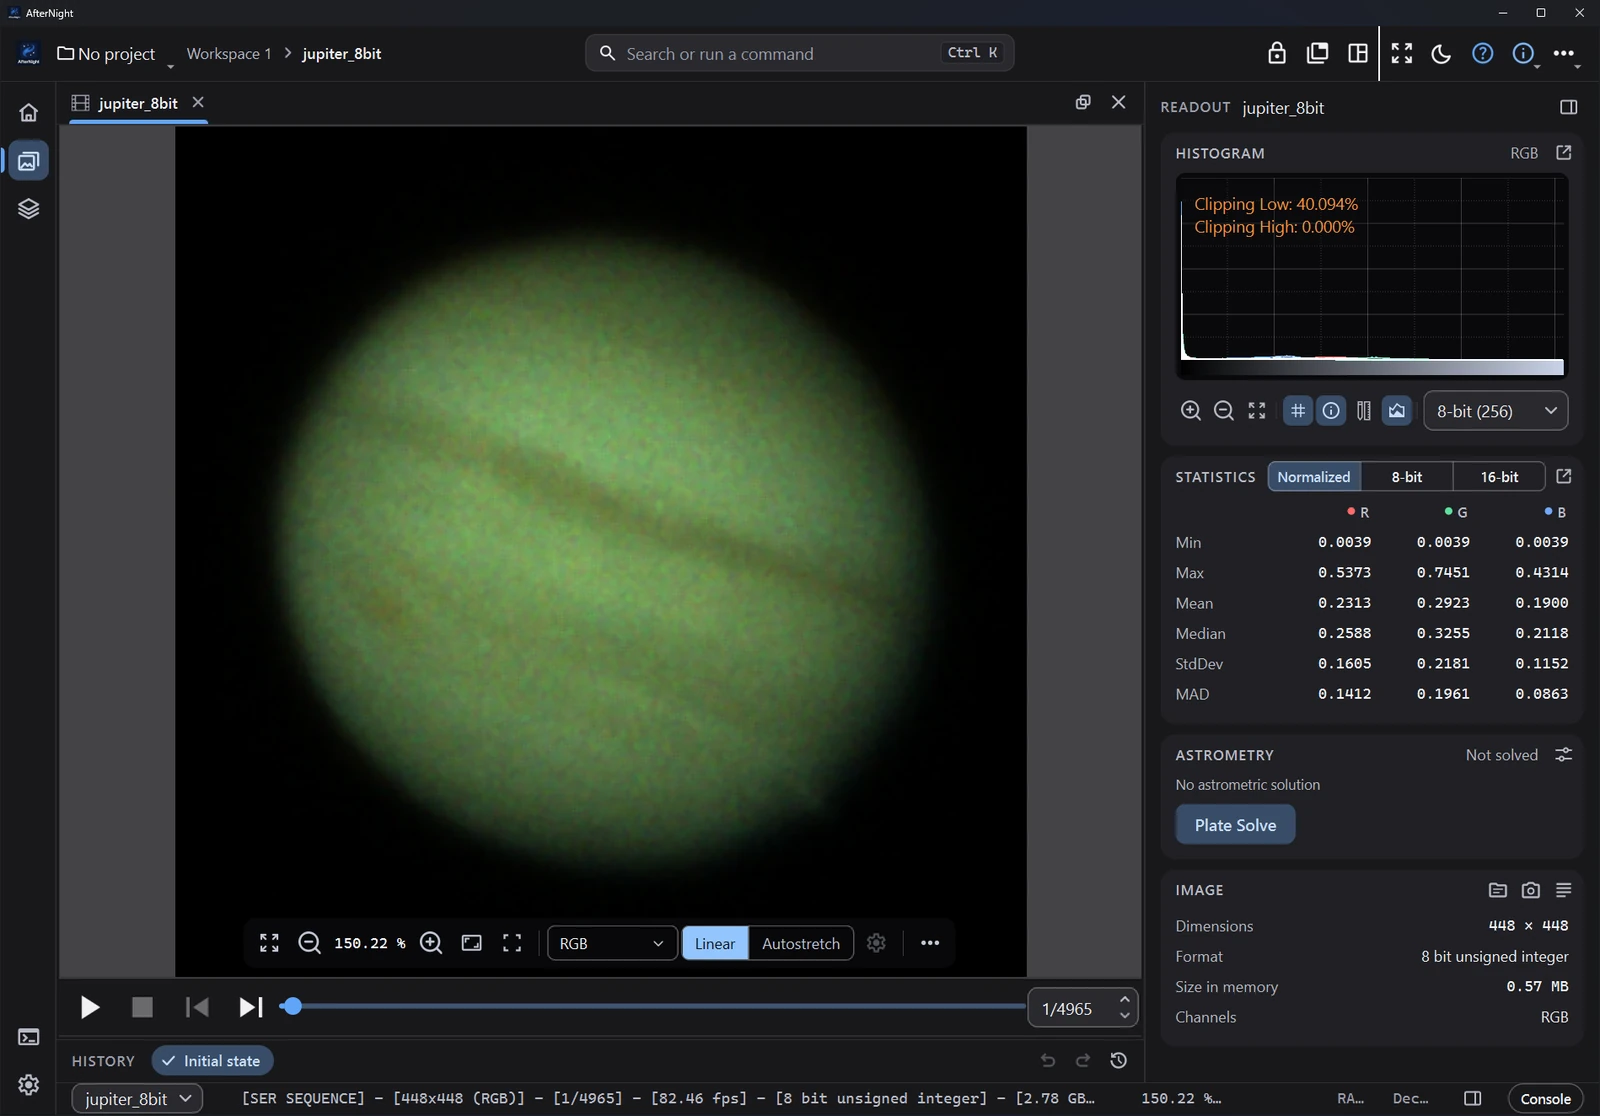 AfterNight
AfterNight
No project
Workspace 1 > jupiter_8bit
Search or run a command
Ctrl K
jupiter_8bit
READOUT jupiter_8bit
HISTOGRAM RGB
Clipping Low: 40.094%
Clipping High: 0.000%
8-bit (256)
STATISTICS Normalized 8-bit 16-bit
R G B
Min 0.0039 0.0039 0.0039
Max 0.5373 0.7451 0.4314
Mean 0.2313 0.2923 0.1900
Median 0.2588 0.3255 0.2118
StdDev 0.1605 0.2181 0.1152
MAD 0.1412 0.1961 0.0863
ASTROMETRY Not solved
No astrometric solution
Plate Solve
IMAGE
Dimensions 448 × 448
Format 8 bit unsigned integer
Size in memory 0.57 MB
Channels RGB
150.22 % RGB Linear Autostretch
1/4965
HISTORY Initial state
jupiter_8bit [SER SEQUENCE] – [448x448 (RGB)] – [1/4965] – [82.46 fps] – [8 bit unsigned integer] – [2.78 GB… 150.22 %… RA… Dec… Console